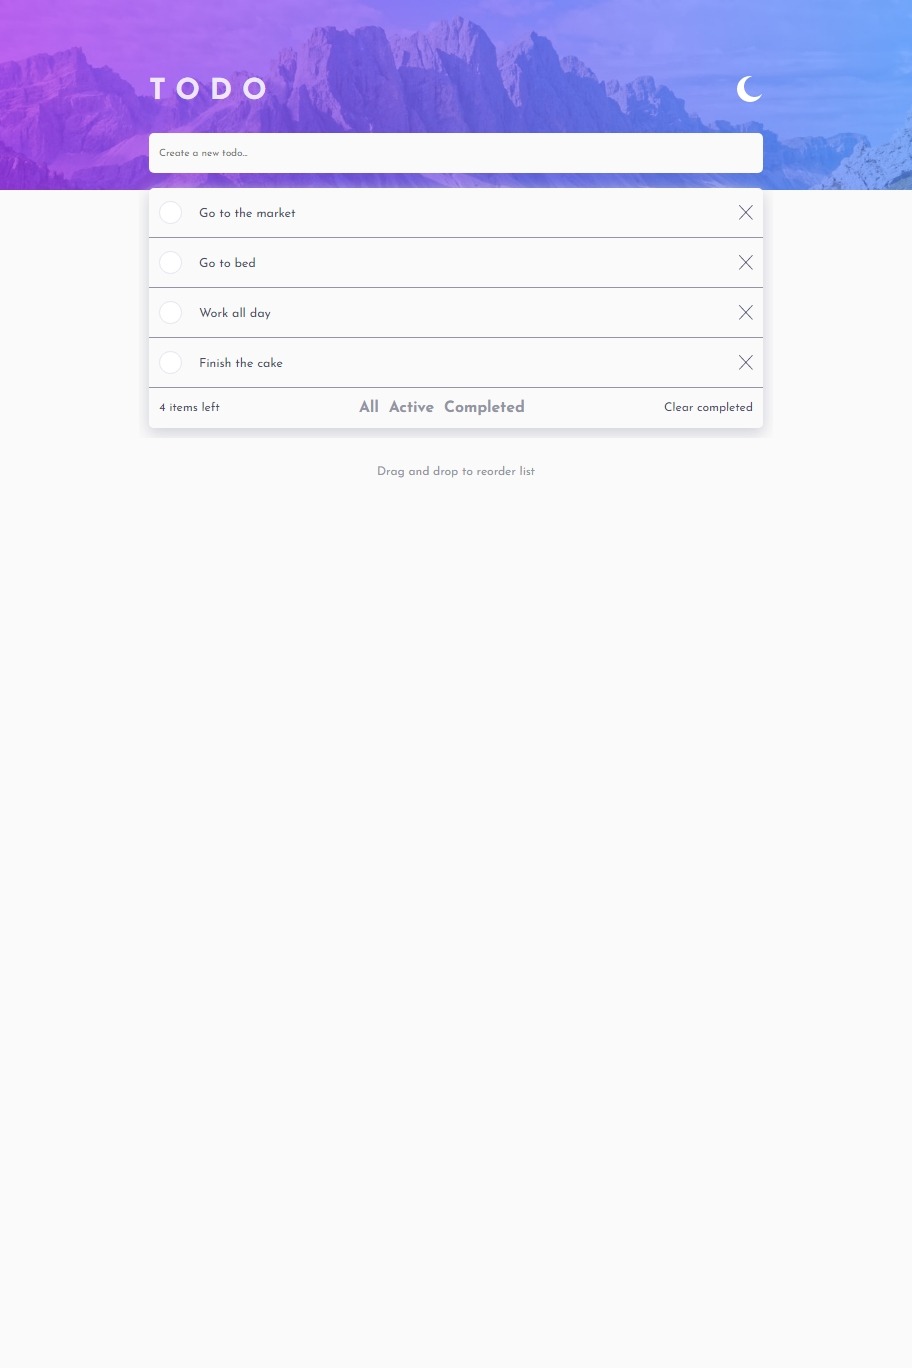 TODO
Create a new todo...
Go to the market
Go to bed
Work all day
Finish the cake
4 items left All Active Completed Clear completed
Drag and drop to reorder list